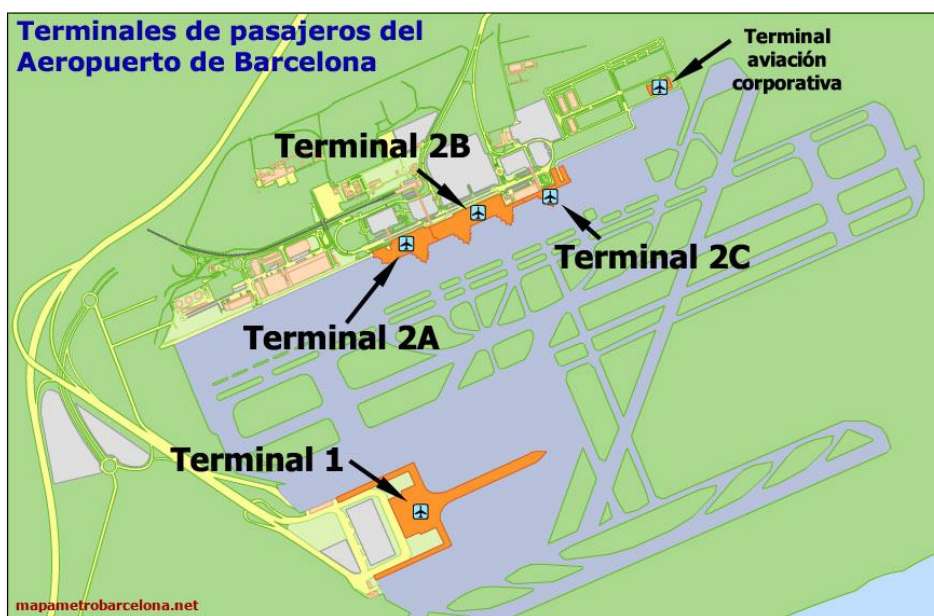 Terminales de pasajeros del
Aeropuerto de Barcelona
Terminal
aviación
corporativa
Terminal 2B
Terminal 2C
Terminal 2A
Terminal 1
mapametrobarcelona.net